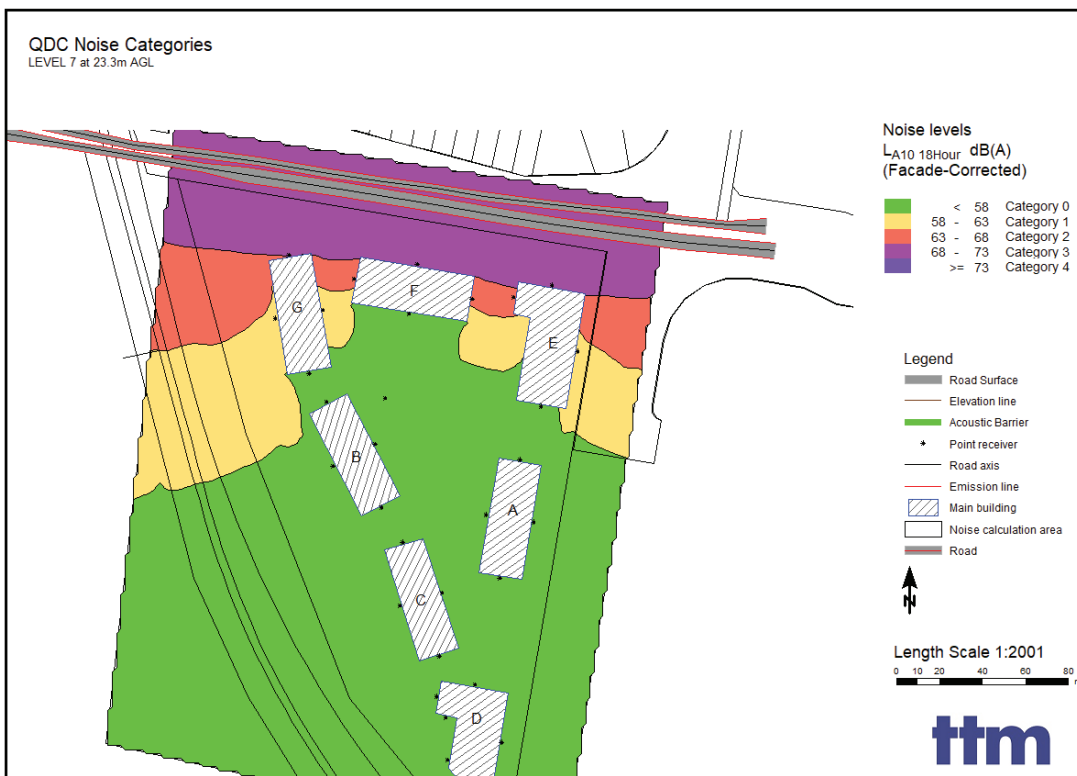 QDC Noise Categories
LEVEL 7 at 23.3m AGL
Noise levels
LA10 18Hour dB(A)
(Facade-Corrected)
< 58 Category 0
58 - 63 Category 1
63 - 68 Category 2
68 - 73 Category 3
>= 73 Category 4
G
F
E
B
A
C
D
Legend
Road Surface
Elevation line
Acoustic Barrier
Point receiver
Road axis
Emission line
Main building
Noise calculation area
Road
N
Length Scale 1:2001
0 10 20 40 60 80
ttm